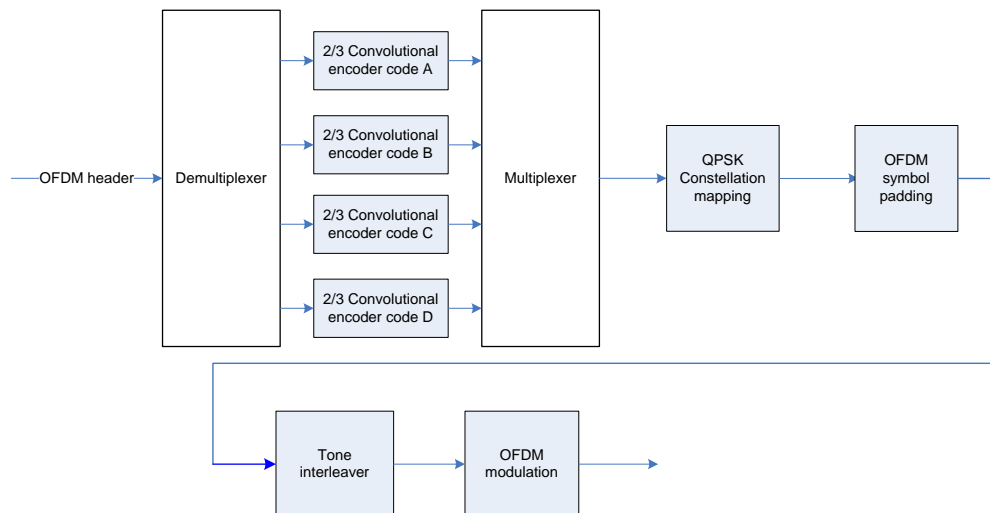 OFDM header
Demultiplexer
2/3 Convolutional
encoder code A
2/3 Convolutional
encoder code B
2/3 Convolutional
encoder code C
2/3 Convolutional
encoder code D
Multiplexer
QPSK
Constellation
mapping
OFDM
symbol
padding
Tone
interleaver
OFDM
modulation